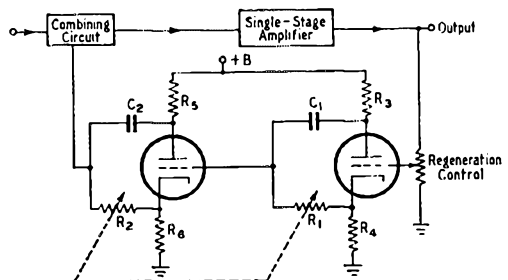 Combining
Circuit
Single-Stage
Amplifier
Output
+B
R5
R3
C2
C1
Regeneration
Control
R2
R1
R6
R4